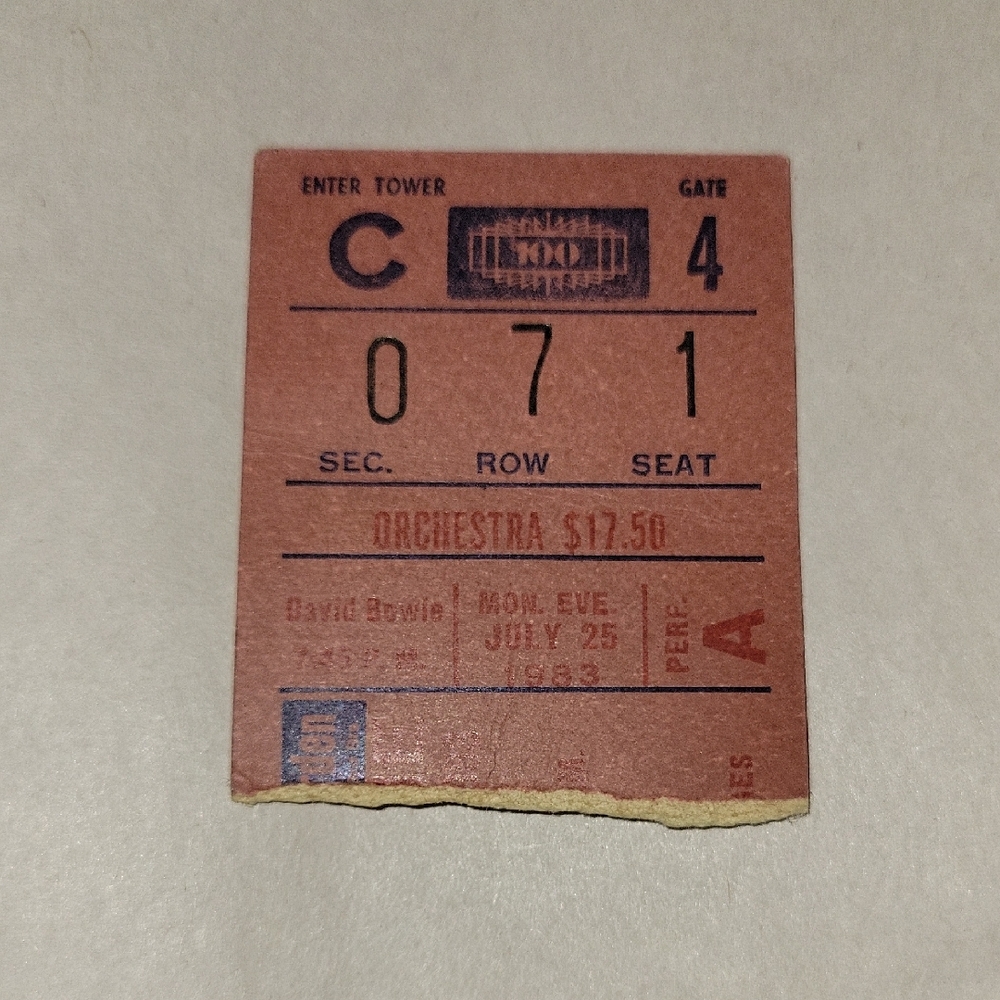 ENTER TOWER GATE
C 100 4
0 7 1
SEC. ROW SEAT
ORCHESTRA $17.50
David Bowie
MON. EVE
JULY 25
1983
PERF.
A